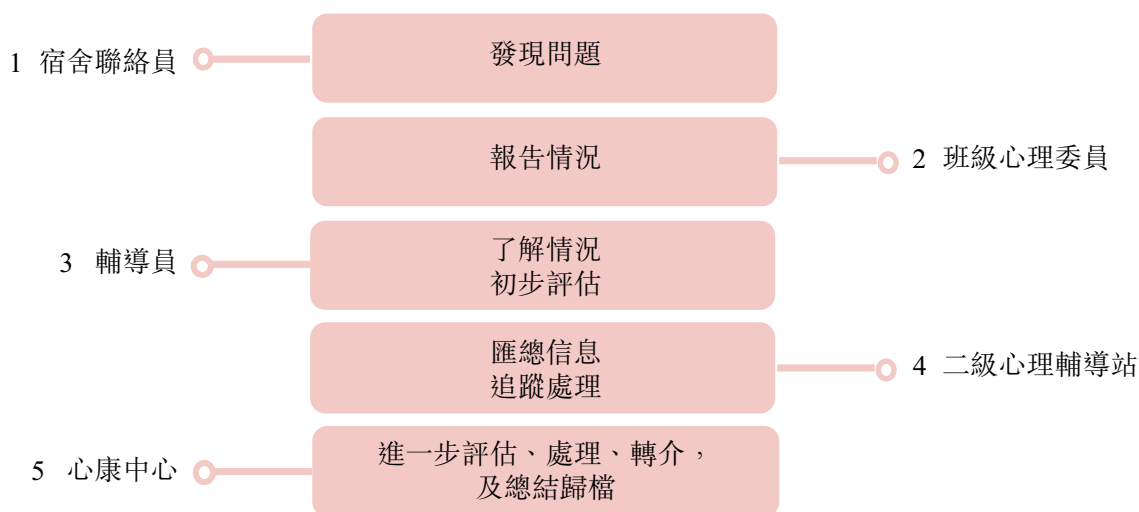 1 宿舍聯絡員
發現問題
報告情況
2 班級心理委員
3 輔導員
了解情況
初步評估
匯總信息
追蹤處理
4 二級心理輔導站
5 心康中心
進一步評估、處理、轉介，
及總結歸檔